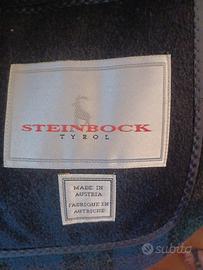 STEINBOCK
TYROL
MADE IN
AUSTRIA
FABRIQUE EN
AUTRICHE
subito